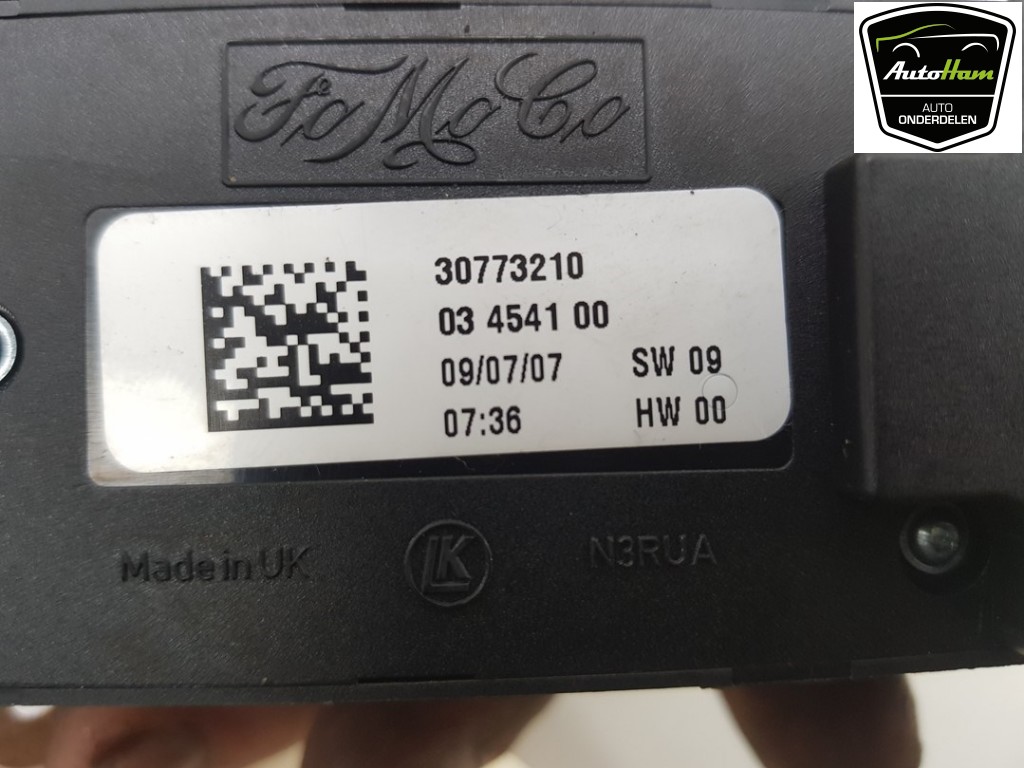 FoMoCo
AutoHam
AUTO
ONDERDELEN
30773210
03 4541 00
09/07/07 SW 09
07:36 HW 00
Made in UK LK N3RUA